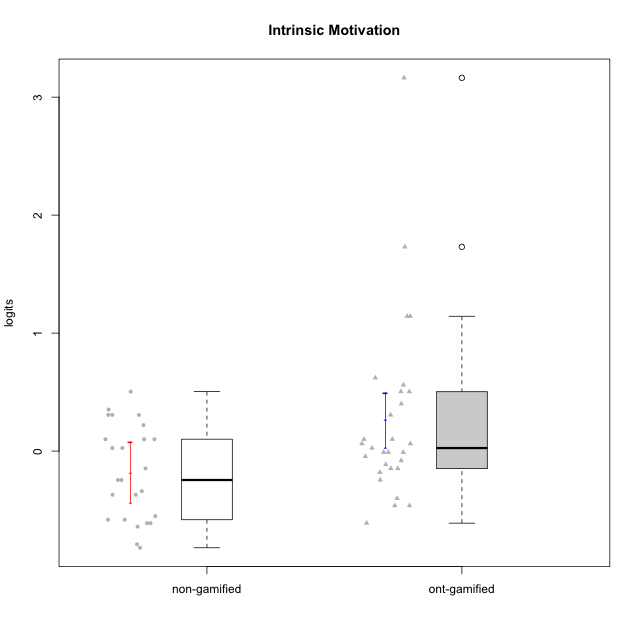 Intrinsic Motivation
logits
3
2
1
0
non-gamified
ont-gamified